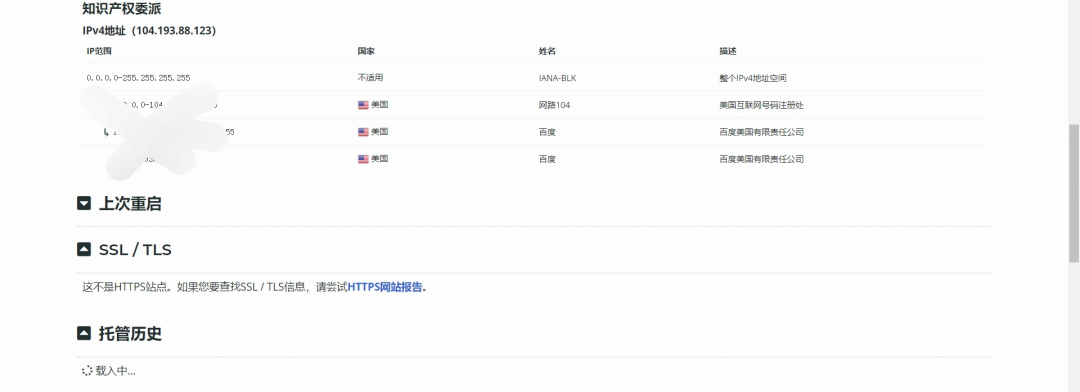 知识产权委派
IPv4地址（104.193.88.123）
IP范围 国家 姓名 描述
0.0.0.0-255.255.255.255 不适用 IANA-BLK 整个IPv4地址空间
0.0.0-104 美国 网路104 美国互联网号码注册处
↳ 55 美国 百度 百度美国有限责任公司
美国 百度 百度美国有限责任公司
上次重启
SSL / TLS
这不是HTTPS站点。如果您要查找SSL / TLS信息，请尝试HTTPS网站报告。
托管历史
载入中...